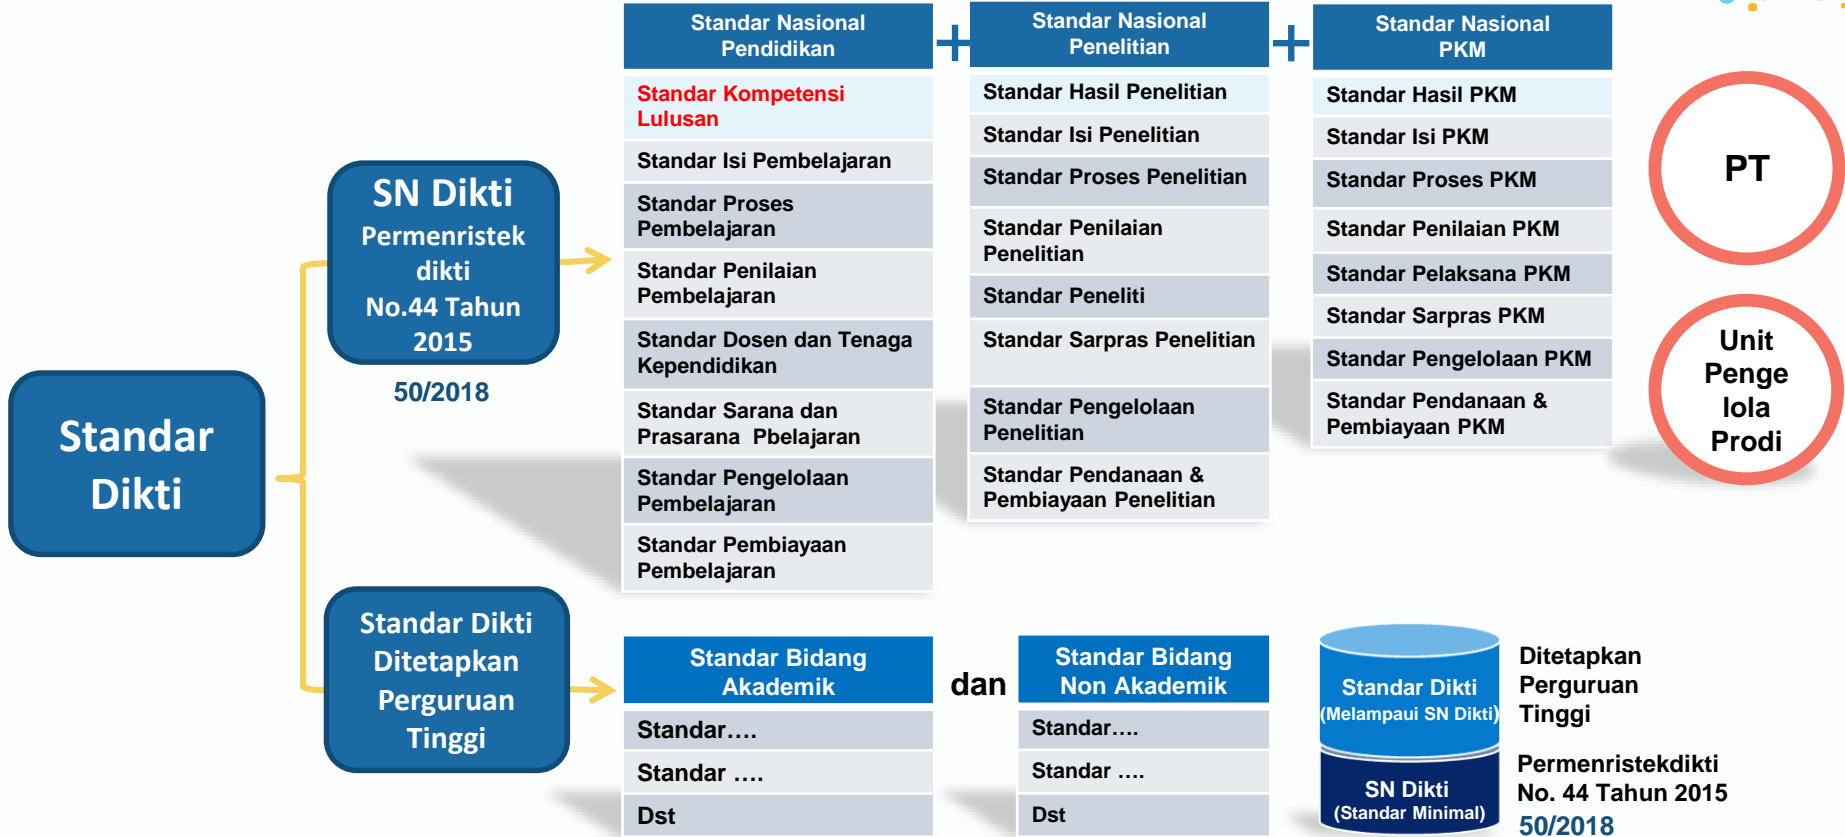 Standar
Dikti
SN Dikti
Permenristek
dikti
No.44 Tahun
2015
50/2018
Standar Nasional
Pendidikan
Standar Kompetensi
Lulusan
Standar Isi Pembelajaran
Standar Proses
Pembelajaran
Standar Penilaian
Pembelajaran
Standar Dosen dan Tenaga
Kependidikan
Standar Sarana dan
Prasarana Pbelajaran
Standar Pengelolaan
Pembelajaran
Standar Pembiayaan
Pembelajaran
+
Standar Nasional
Penelitian
Standar Hasil Penelitian
Standar Isi Penelitian
Standar Proses Penelitian
Standar Penilaian
Penelitian
Standar Peneliti
Standar Sarpras Penelitian
Standar Pengelolaan
Penelitian
Standar Pendanaan &
Pembiayaan Penelitian
+
Standar Nasional
PKM
Standar Hasil PKM
Standar Isi PKM
Standar Proses PKM
Standar Penilaian PKM
Standar Pelaksana PKM
Standar Sarpras PKM
Standar Pengelolaan PKM
Standar Pendanaan &
Pembiayaan PKM
PT
Unit
Penge
lola
Prodi
Standar Dikti
Ditetapkan
Perguruan
Tinggi
Standar Bidang
Akademik
Standar....
Standar ....
Dst
dan
Standar Bidang
Non Akademik
Standar....
Standar ....
Dst
Standar Dikti
(Melampaui SN Dikti)
SN Dikti
(Standar Minimal)
Ditetapkan
Perguruan
Tinggi
Permenristekdikti
No. 44 Tahun 2015
50/2018